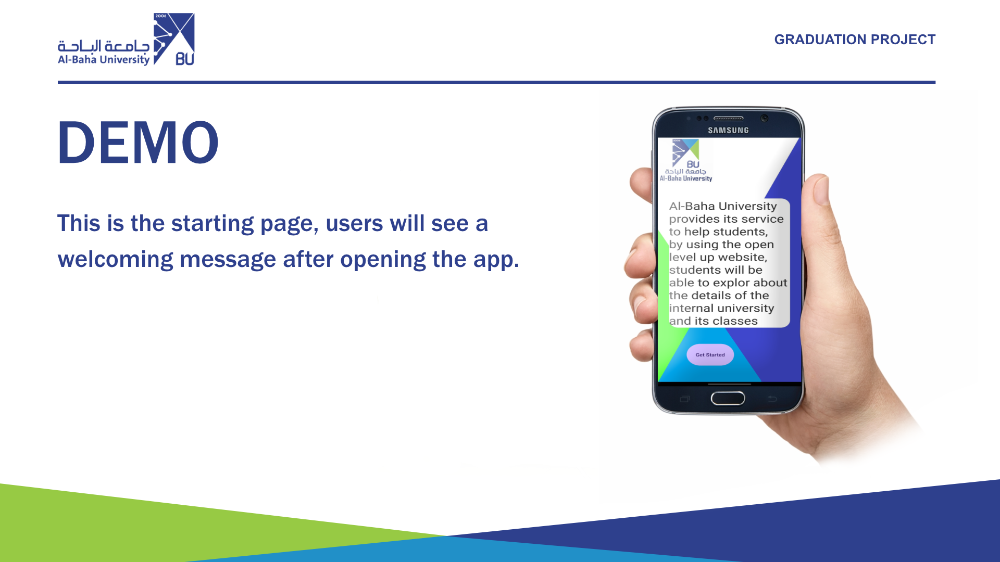 2006
جامعة الباحة
Al-Baha University
BU
GRADUATION PROJECT
DEMO
This is the starting page, users will see a
welcoming message after opening the app.
SAMSUNG
2006
BU
جامعة الباحة
Al-Baha University
Al-Baha University
provides its service
to help students,
by using the open
level up website,
students will be
able to explor about
the details of the
internal university
and its classes
Get Started